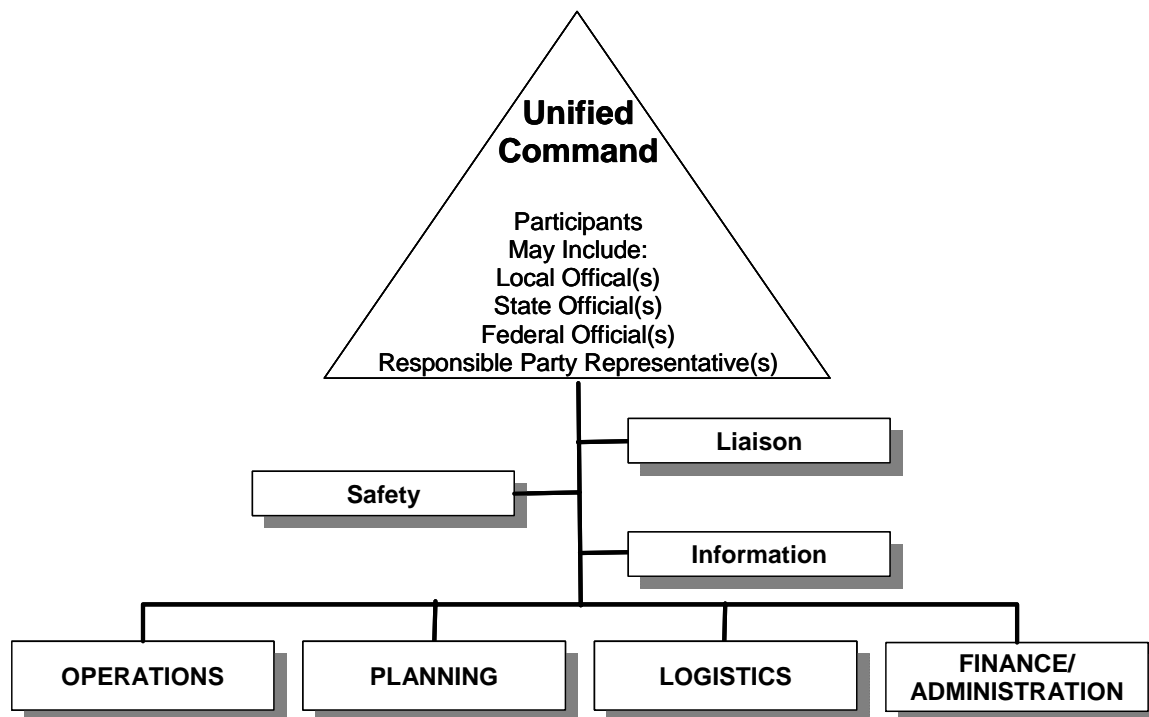 Unified
Command
Participants
May Include:
Local Offical(s)
State Official(s)
Federal Official(s)
Responsible Party Representative(s)
Liaison
Safety
Information
OPERATIONS
PLANNING
LOGISTICS
FINANCE/
ADMINISTRATION